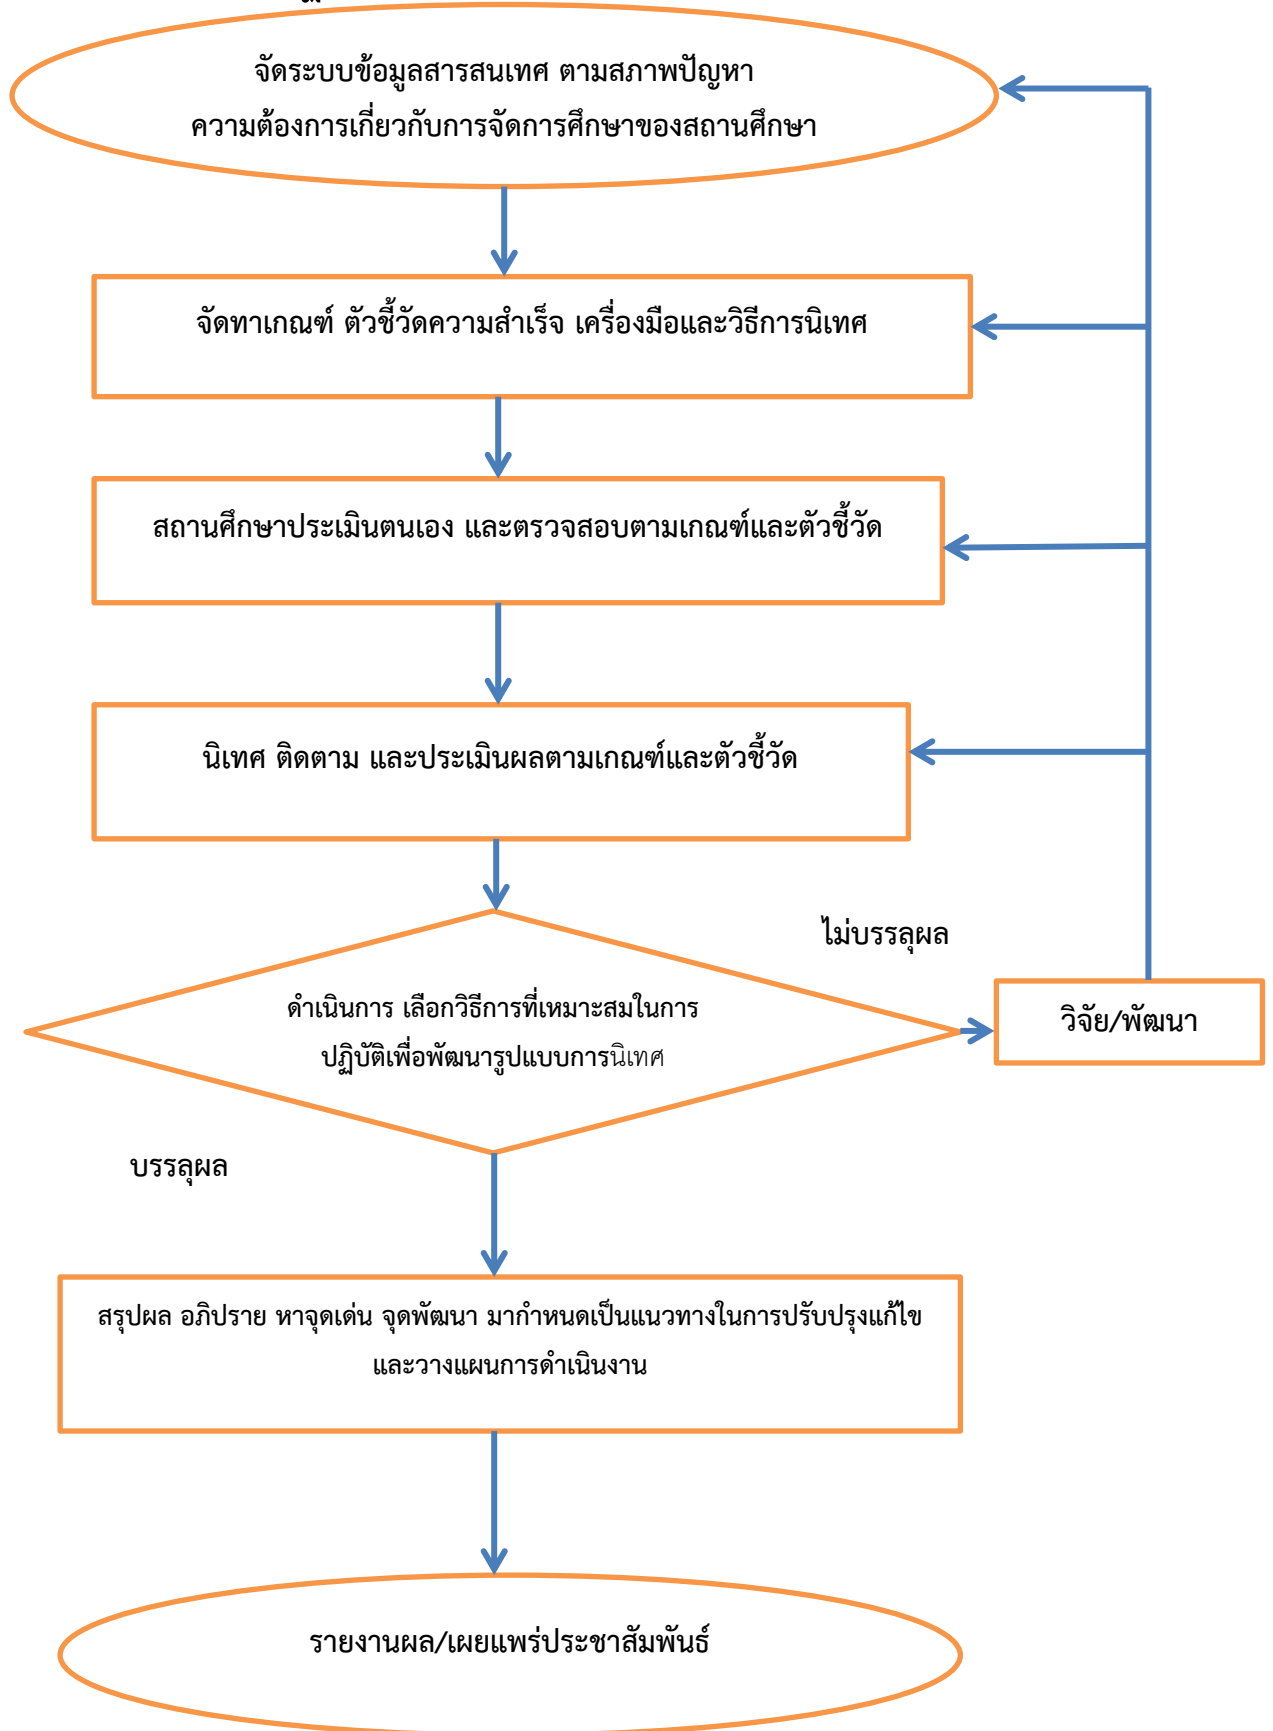 จัดระบบข้อมูลสารสนเทศ ตามสภาพปัญหา
ความต้องการเกี่ยวกับการจัดการศึกษาของสถานศึกษา
จัดทาเกณฑ์ ตัวชี้วัดความสำเร็จ เครื่องมือและวิธีการนิเทศ
สถานศึกษาประเมินตนเอง และตรวจสอบตามเกณฑ์และตัวชี้วัด
นิเทศ ติดตาม และประเมินผลตามเกณฑ์และตัวชี้วัด
ไม่บรรลุผล
ดำเนินการ เลือกวิธีการที่เหมาะสมในการ
ปฏิบัติเพื่อพัฒนารูปแบบการนิเทศ
วิจัย/พัฒนา
บรรลุผล
สรุปผล อภิปราย หาจุดเด่น จุดพัฒนา มากำหนดเป็นแนวทางในการปรับปรุงแก้ไข
และวางแผนการดำเนินงาน
รายงานผล/เผยแพร่ประชาสัมพันธ์